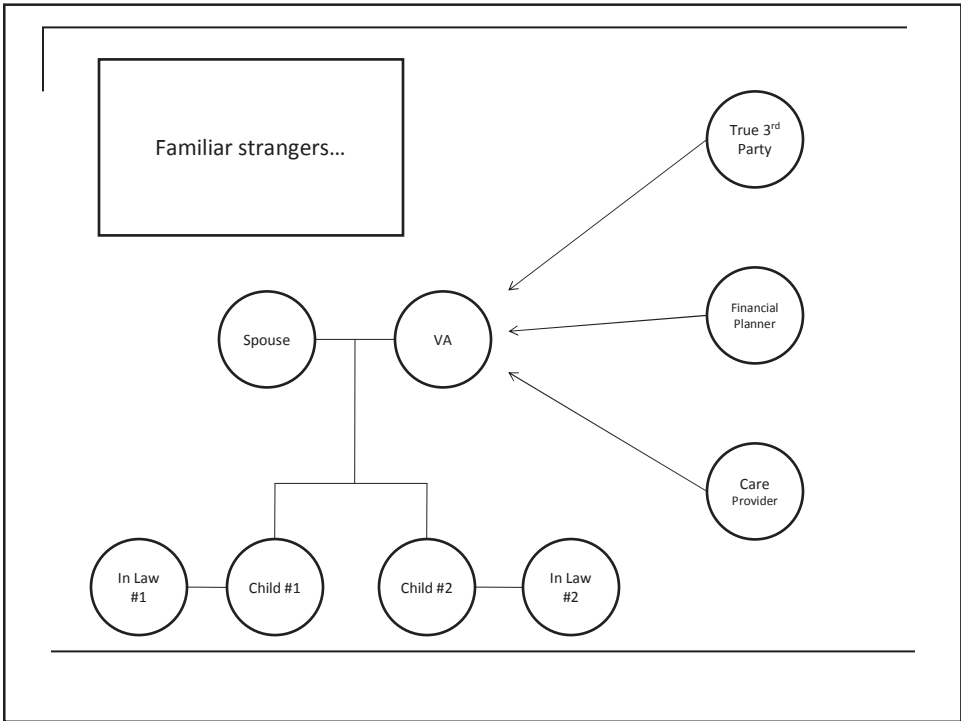 Familiar strangers…
True 3rd
Party
Financial
Planner
Spouse
VA
Care
Provider
In Law
#1
Child #1
Child #2
In Law
#2